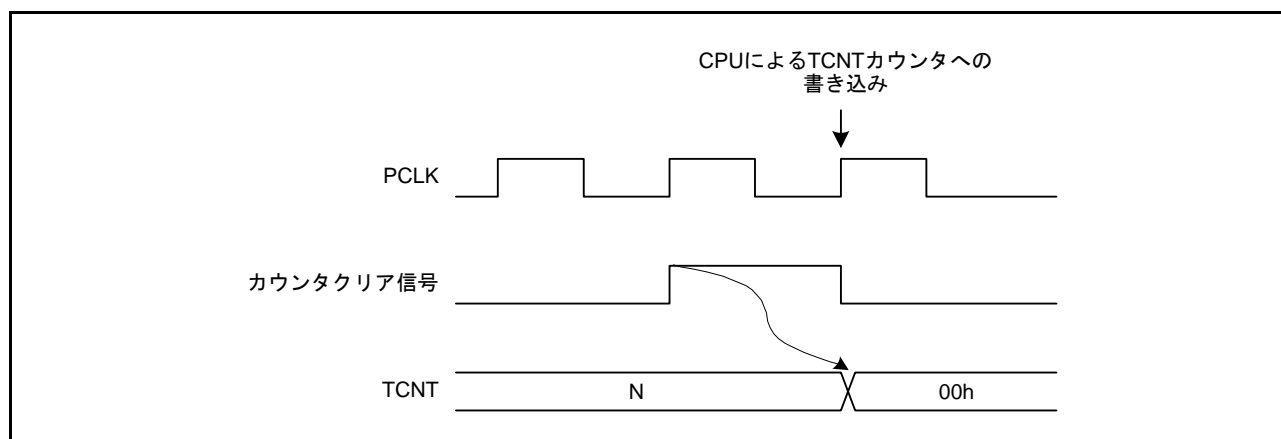 CPUによるTCNTカウンタへの
書き込み
PCLK
カウンタクリア信号
TCNT
N
00h